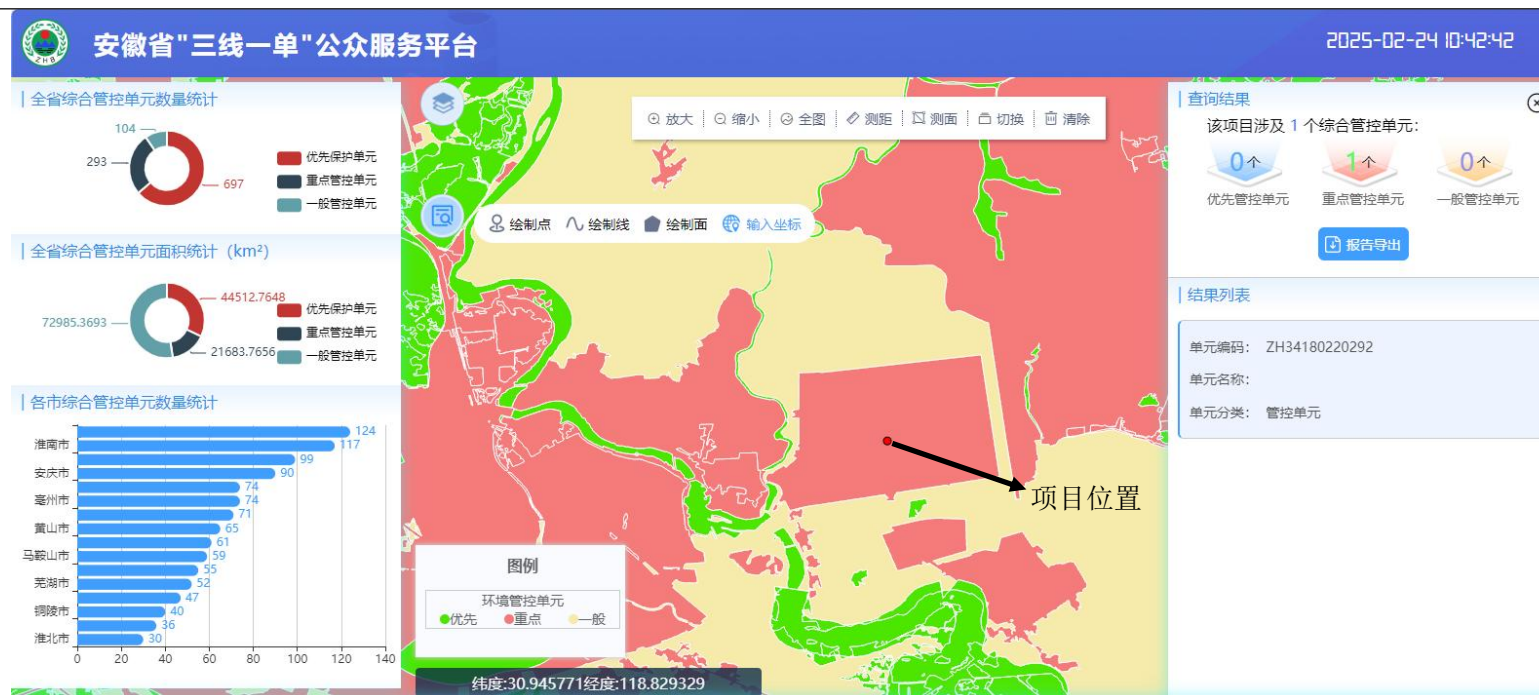 ZHB
安徽省"三线一单"公众服务平台
2025-02-24 10:42:42
全省综合管控单元数量统计
104
293
697
优先保护单元
重点管控单元
一般管控单元
全省综合管控单元面积统计（km²）
44512.7648
72985.3693
21683.7656
优先保护单元
重点管控单元
一般管控单元
各市综合管控单元数量统计
124
淮南市 117
99
安庆市 90
74
亳州市 74
71
黄山市 65
61
马鞍山市 59
55
芜湖市 52
47
铜陵市 40
36
淮北市 30
0 20 40 60 80 100 120 140
放大 缩小 全图 测距 测面 切换 清除
绘制点 绘制线 绘制面 输入坐标
项目位置
图例
环境管控单元
优先 重点 一般
纬度:30.945771经度:118.829329
查询结果
该项目涉及 1 个综合管控单元：
0个 1个 0个
优先管控单元 重点管控单元 一般管控单元
报告导出
结果列表
单元编码： ZH34180220292
单元名称：
单元分类： 管控单元